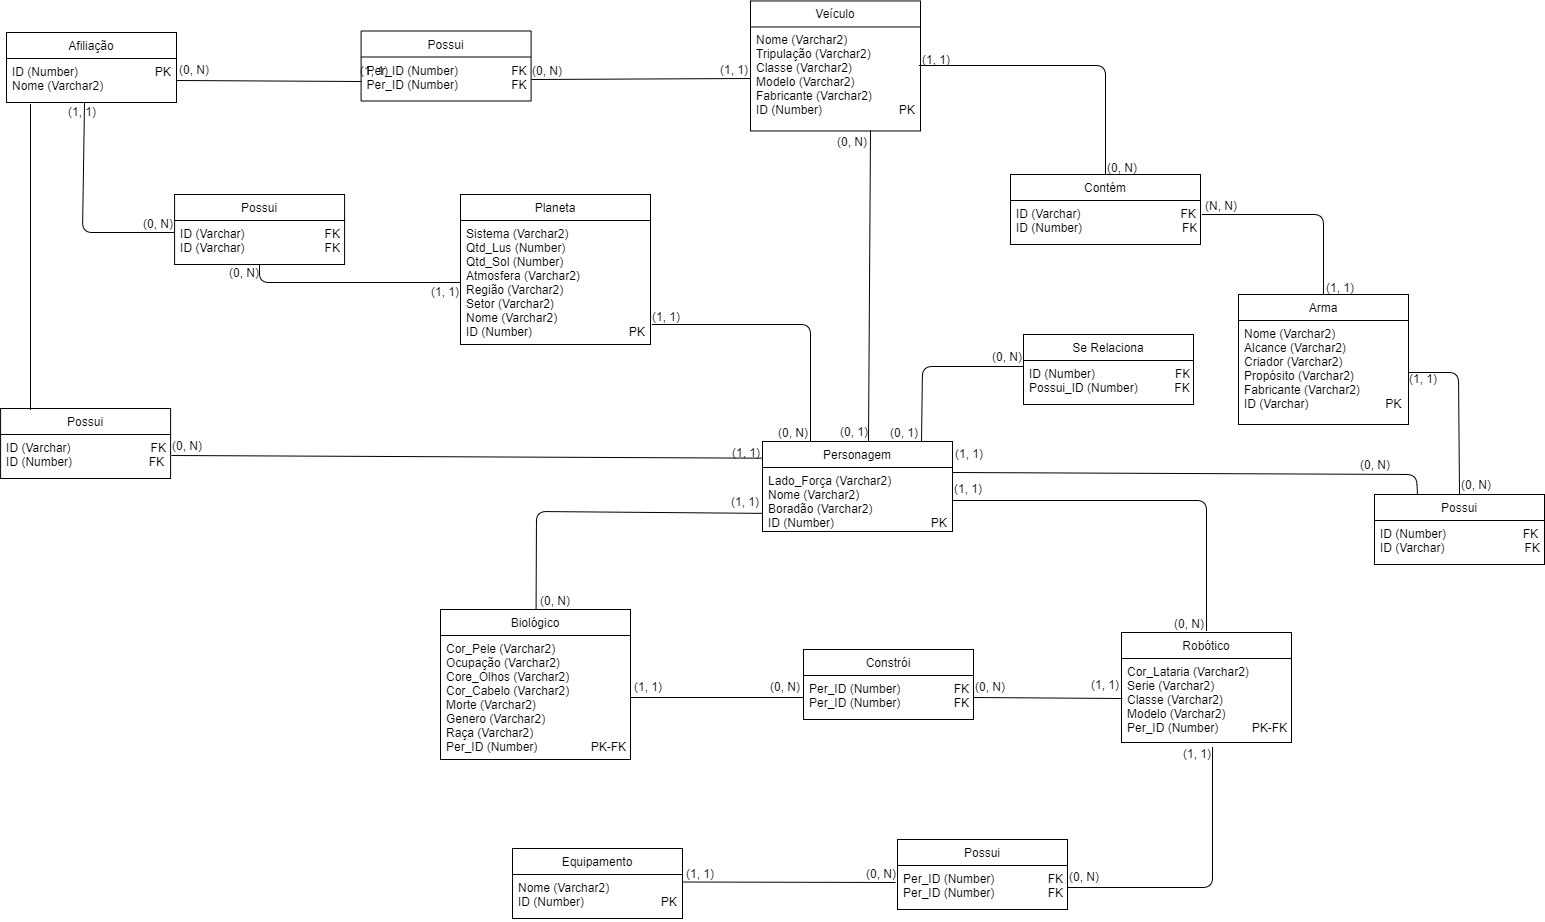 Veículo
Nome (Varchar2)
Tripulação (Varchar2)
Classe (Varchar2)
Modelo (Varchar2)
Fabricante (Varchar2)
ID (Number) PK
Afiliação
ID (Number) PK
Nome (Varchar2)
(0, N)
(1, 1)
Possui
Per_ID (Number) FK
Per_ID (Number) FK
(1, 1)
(0, N)
(1, 1)
(1, 1)
(0, N)
(0, N)
Contém
ID (Varchar) FK
ID (Number) FK
(N, N)
(0, N)
Possui
ID (Varchar) FK
ID (Varchar) FK
(0, N)
Planeta
Sistema (Varchar2)
Qtd_Lus (Number)
Qtd_Sol (Number)
Atmosfera (Varchar2)
Região (Varchar2)
Setor (Varchar2)
Nome (Varchar2)
ID (Number) PK
(1, 1)
(1, 1)
(1, 1)
Arma
Nome (Varchar2)
Alcance (Varchar2)
Criador (Varchar2)
Propósito (Varchar2)
Fabricante (Varchar2)
ID (Varchar) PK
(1, 1)
Se Relaciona
ID (Number) FK
Possui_ID (Number) FK
(0, N)
Possui
ID (Varchar) FK
ID (Number) FK
(0, N)
(0, N)
(0, 1)
(0, 1)
(1, 1)
Personagem
Lado_Força (Varchar2)
Nome (Varchar2)
Boradão (Varchar2)
ID (Number) PK
(1, 1)
(1, 1)
(1, 1)
(0, N)
(0, N)
Possui
ID (Number) FK
ID (Varchar) FK
(0, N)
Biológico
Cor_Pele (Varchar2)
Ocupação (Varchar2)
Core_Olhos (Varchar2)
Cor_Cabelo (Varchar2)
Morte (Varchar2)
Genero (Varchar2)
Raça (Varchar2)
Per_ID (Number) PK-FK
(1, 1)
(0, N)
Constrói
Per_ID (Number) FK
Per_ID (Number) FK
(0, N)
(1, 1)
(0, N)
Robótico
Cor_Lataria (Varchar2)
Serie (Varchar2)
Classe (Varchar2)
Modelo (Varchar2)
Per_ID (Number) PK-FK
(1, 1)
Equipamento
Nome (Varchar2)
ID (Number) PK
(1, 1)
(0, N)
Possui
Per_ID (Number) FK
Per_ID (Number) FK
(0, N)